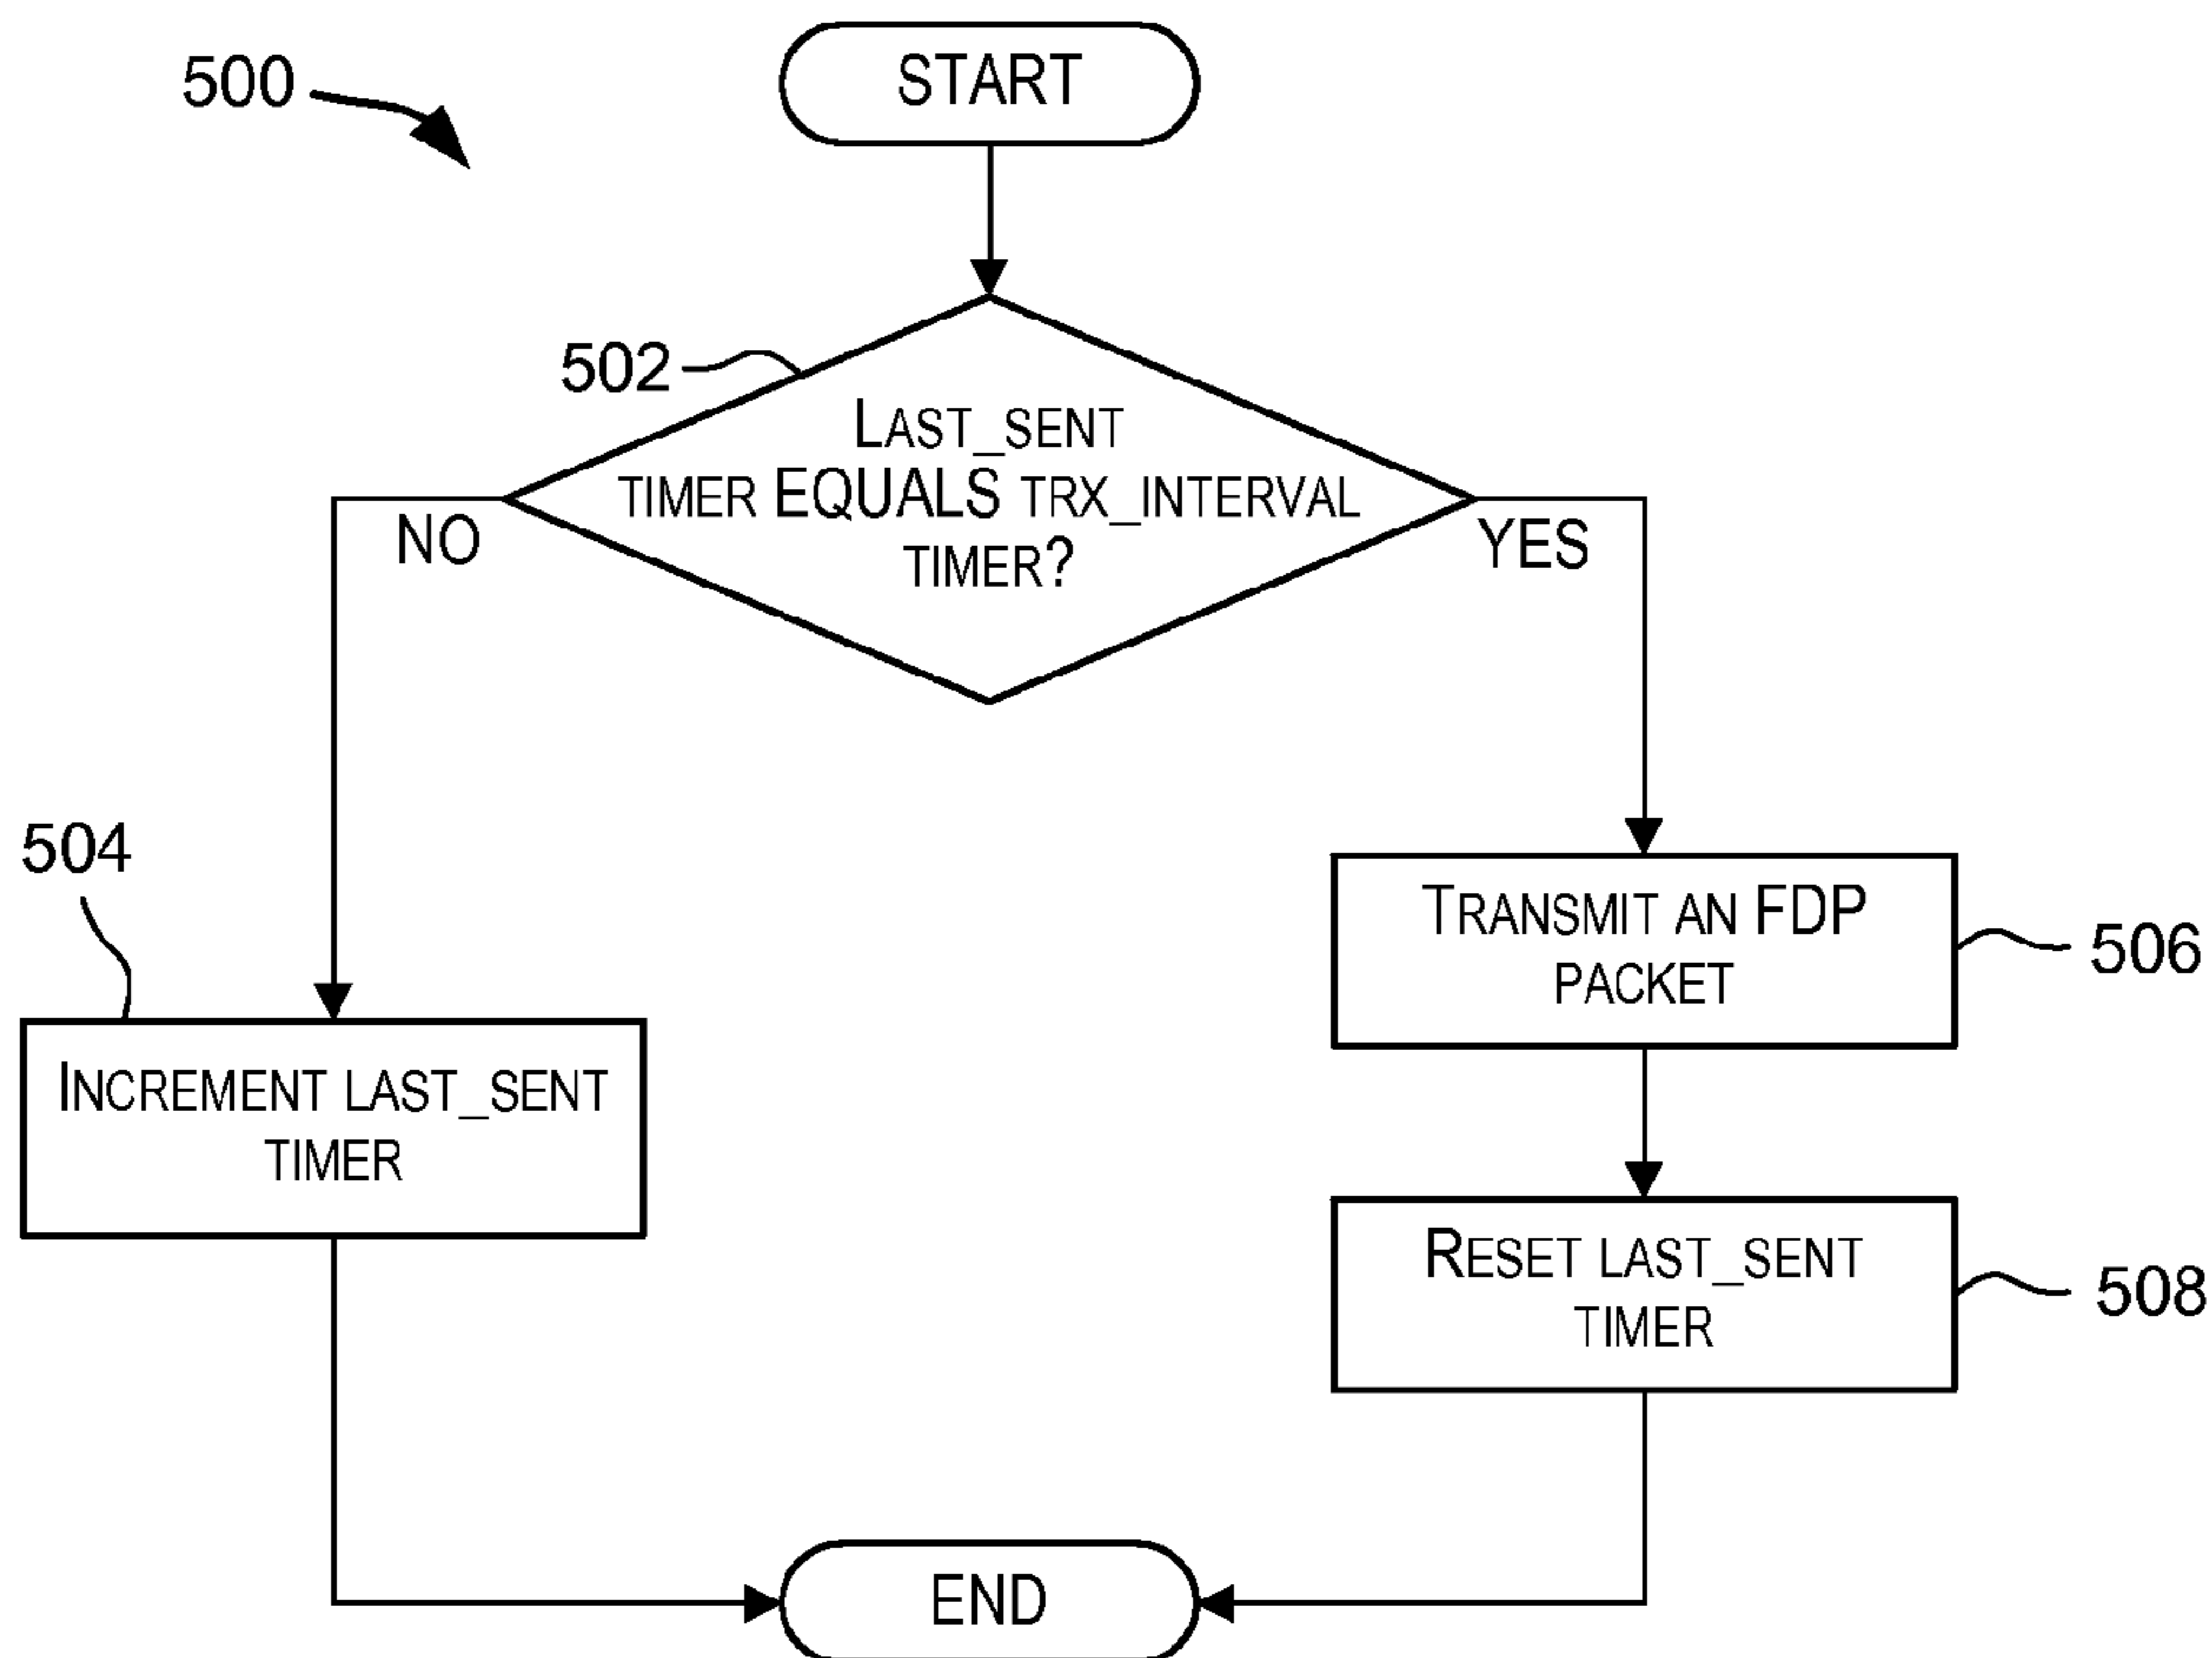 500
START
502
LAST_SENT
TIMER EQUALS TRX_INTERVAL
TIMER?
NO
YES
504
INCREMENT LAST_SENT
TIMER
TRANSMIT AN FDP
PACKET
506
RESET LAST_SENT
TIMER
508
END